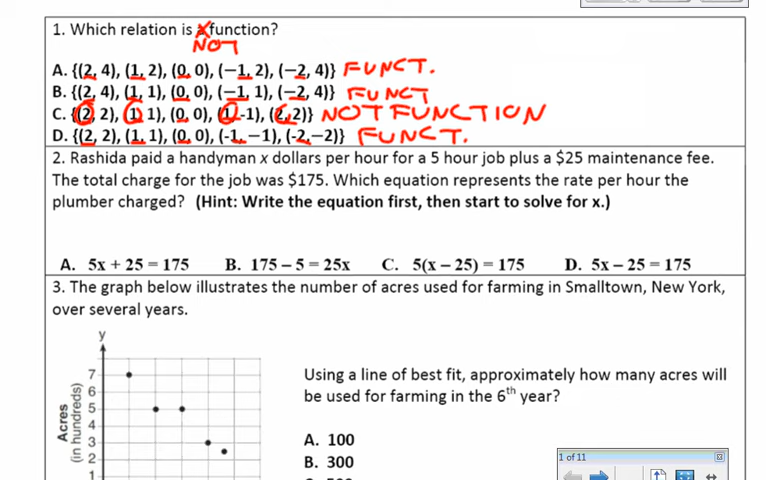 1. Which relation is a function?
NOT
A. {(2, 4), (1, 2), (0, 0), (−1, 2), (−2, 4)} FUNCT.
B. {(2, 4), (1, 1), (0, 0), (−1, 1), (−2, 4)} FUNCT
C. {(2, 2), (1, 1), (0, 0), (1, -1), (2, 2)} NOT FUNCTION
D. {(2, 2), (1, 1), (0, 0), (-1, −1), (-2, −2)} FUNCT.
2. Rashida paid a handyman x dollars per hour for a 5 hour job plus a $25 maintenance fee.
The total charge for the job was $175. Which equation represents the rate per hour the
plumber charged? (Hint: Write the equation first, then start to solve for x.)
A. 5x + 25 = 175 B. 175 – 5 = 25x C. 5(x – 25) = 175 D. 5x – 25 = 175
3. The graph below illustrates the number of acres used for farming in Smalltown, New York,
over several years.
y
7
6
5
4
3
2
1
Acres
(in hundreds)
Using a line of best fit, approximately how many acres will
be used for farming in the 6th year?
A. 100
B. 300
1 of 11